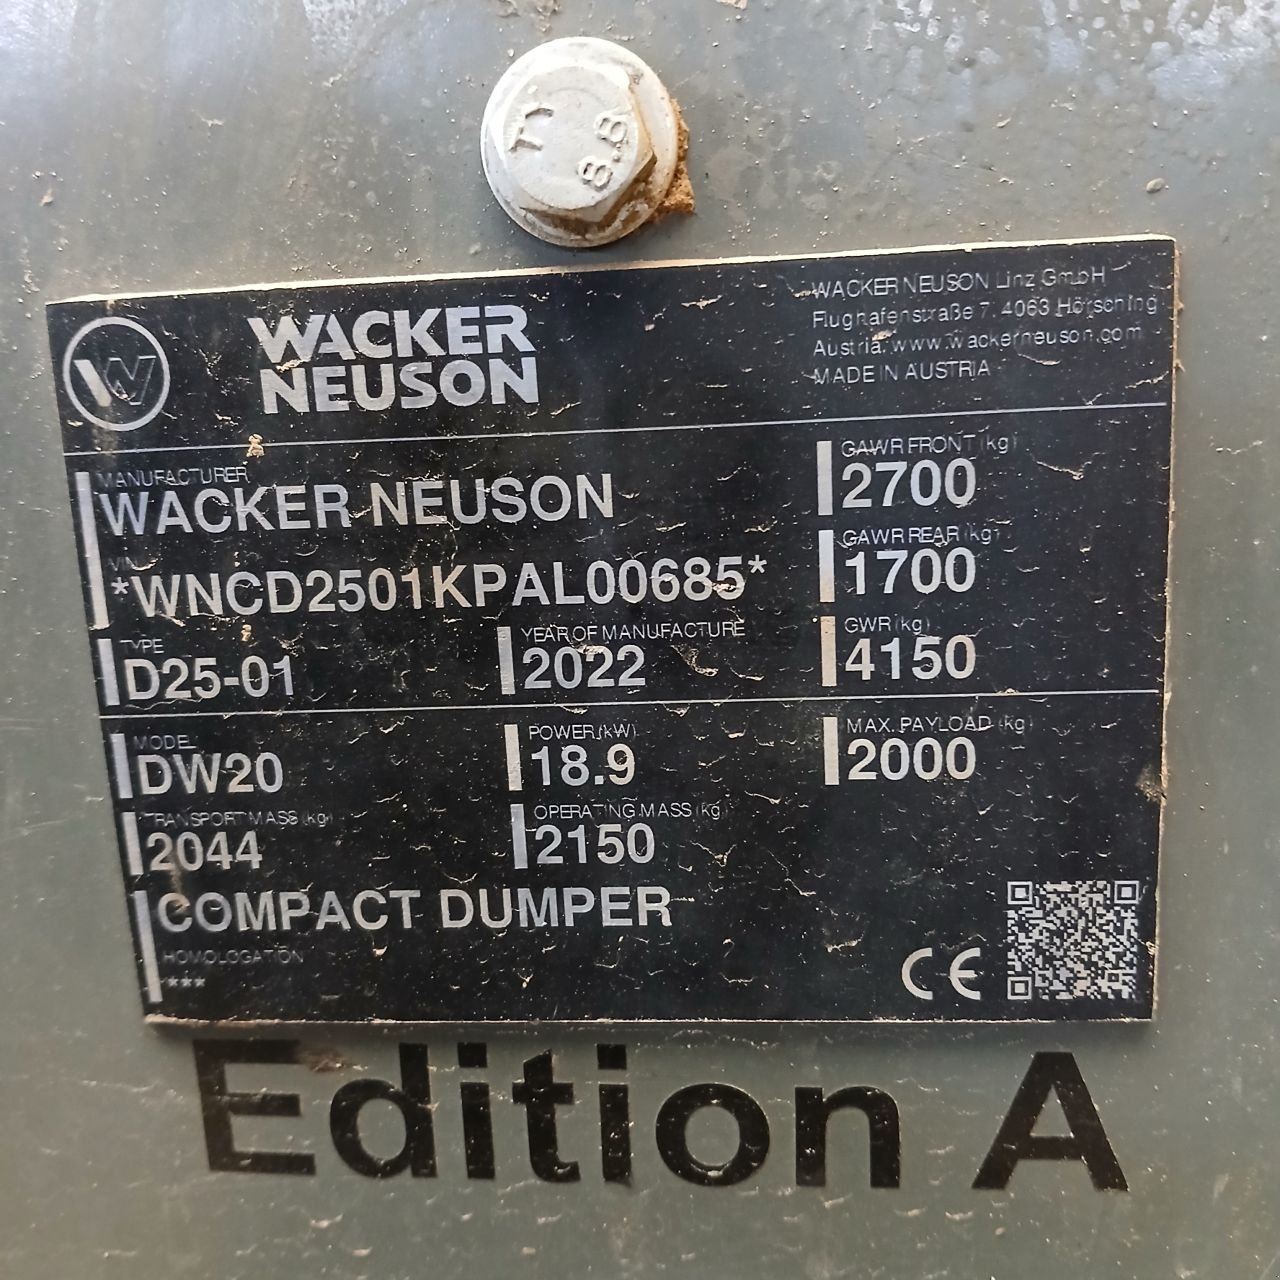 n
8.8
WACKER
NEUSON
WACKER NEUSON Linz GmbH
Flughafenstraße 7, 4063 Hörsching
Austria, www.wackerneuson.com
MADE IN AUSTRIA
MANUFACTURER
WACKER NEUSON
VIN
*WNCD2501KPAL00685*
TYPE
D25-01
YEAR OF MANUFACTURE
2022
GAWR FRONT (kg)
2700
GAWR REAR (kg)
1700
GWR (kg)
4150
MODEL
DW20
POWER (kW)
18.9
MAX. PAYLOAD (kg)
2000
TRANSPORT MASS (kg)
2044
OPERATING MASS (kg)
2150
COMPACT DUMPER
HOMOLOGATION
***
CE
Edition A